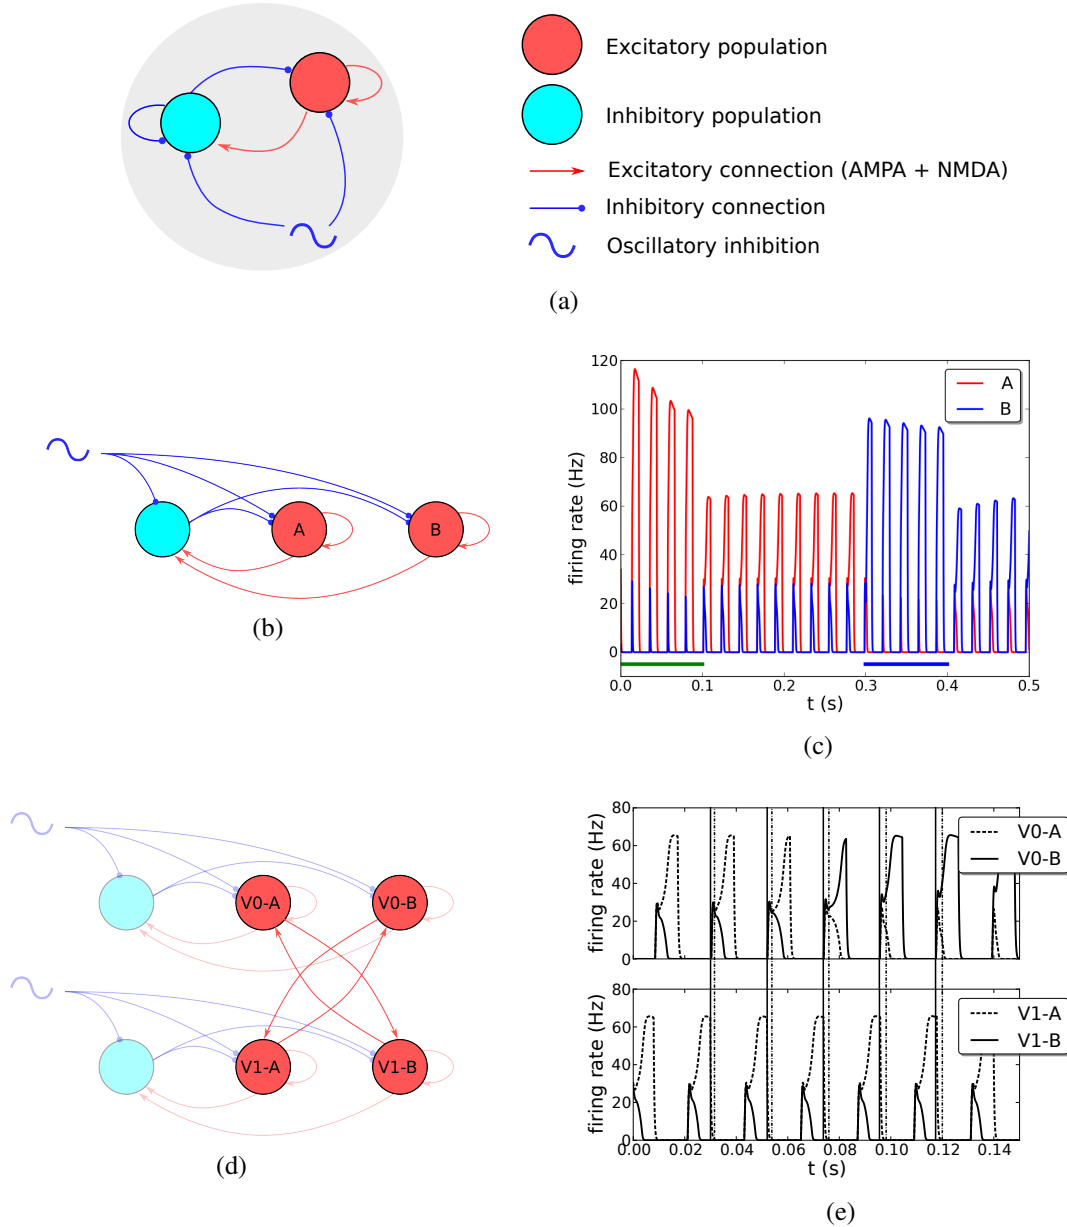 Excitatory population
Inhibitory population
Excitatory connection (AMPA + NMDA)
Inhibitory connection
Oscillatory inhibition
(a)
A
B
(b)
120
100
80
60
40
20
0
firing rate (Hz)
A
B
0.0 0.1 0.2 0.3 0.4 0.5
t (s)
(c)
V0-A
V0-B
V1-A
V1-B
(d)
80
60
40
20
0
firing rate (Hz)
V0-A
V0-B
80
60
40
20
0
firing rate (Hz)
V1-A
V1-B
0.00 0.02 0.04 0.06 0.08 0.10 0.12 0.14
t (s)
(e)